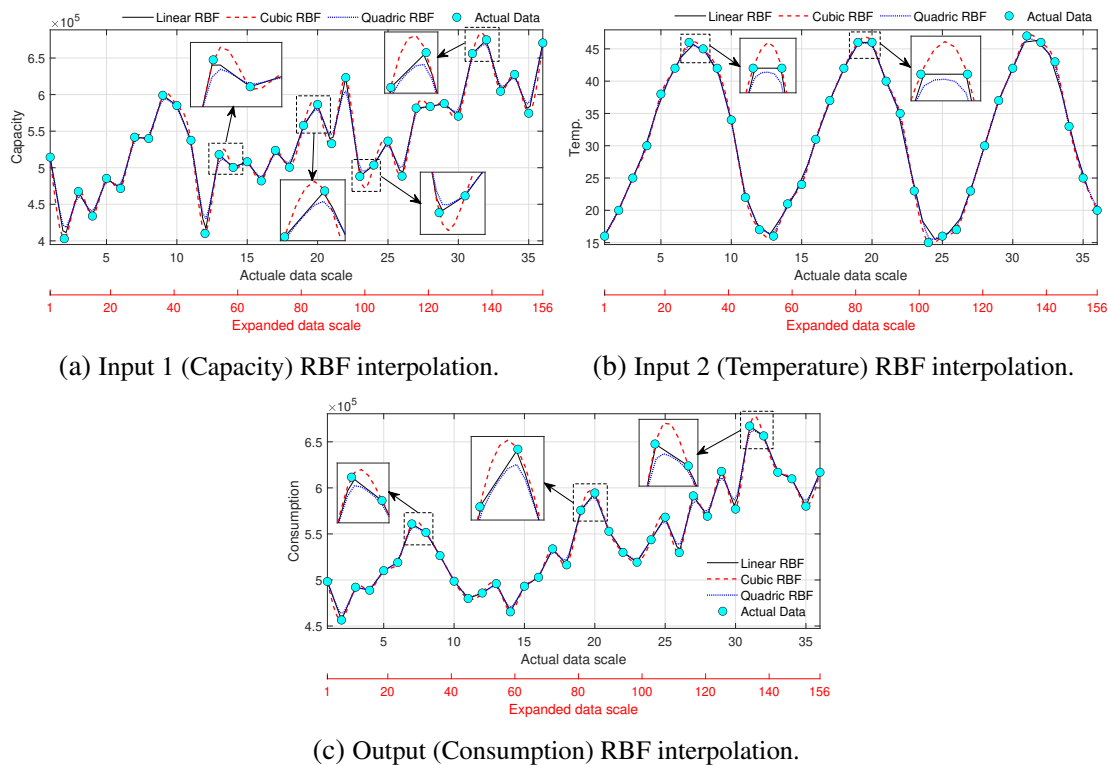 ×10⁵
Linear RBF Cubic RBF Quadric RBF Actual Data
6.5
6
5.5
5
4.5
4
Capacity
5 10 15 20 25 30 35
Actuale data scale
1 20 40 60 80 100 120 140 156
Expanded data scale
(a) Input 1 (Capacity) RBF interpolation.
Linear RBF Cubic RBF Quadric RBF Actual Data
45
40
35
30
25
20
15
Temp.
5 10 15 20 25 30 35
Actuale data scale
1 20 40 60 80 100 120 140 156
Expanded data scale
(b) Input 2 (Temperature) RBF interpolation.
×10⁵
6.5
6
5.5
5
4.5
Consumption
Linear RBF
Cubic RBF
Quadric RBF
Actual Data
5 10 15 20 25 30 35
Actual data scale
1 20 40 60 80 100 120 140 156
Expanded data scale
(c) Output (Consumption) RBF interpolation.